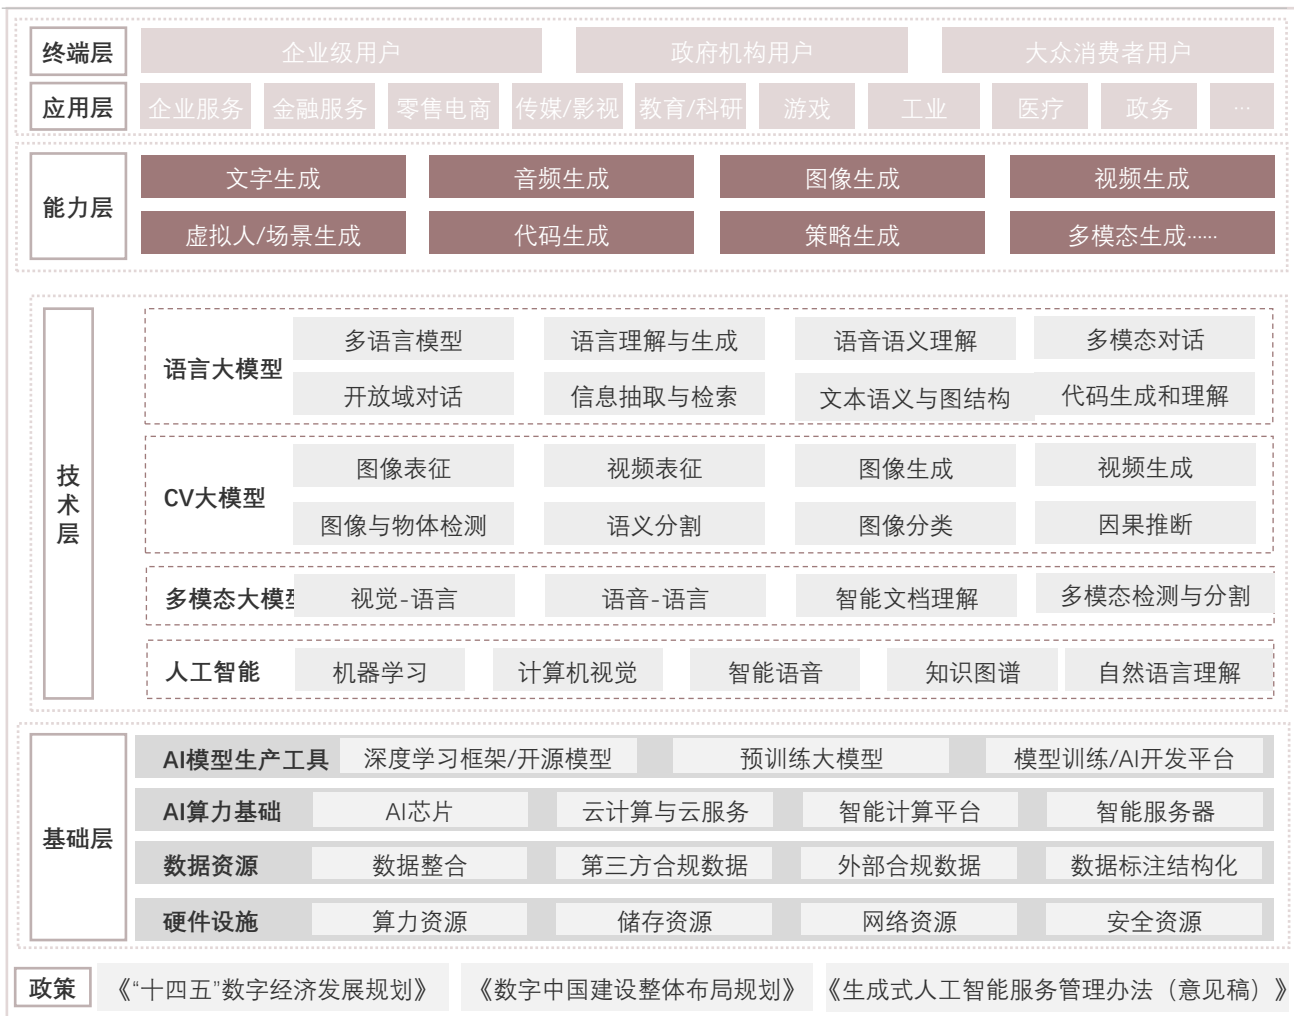 终端层
企业级用户 政府机构用户 大众消费者用户
应用层
企业服务 金融服务 零售电商 传媒/影视 教育/科研 游戏 工业 医疗 政务 ...
能力层
文字生成 音频生成 图像生成 视频生成
虚拟人/场景生成 代码生成 策略生成 多模态生成……
技术层
语言大模型
多语言模型 语言理解与生成 语音语义理解 多模态对话
开放域对话 信息抽取与检索 文本语义与图结构 代码生成和理解
CV大模型
图像表征 视频表征 图像生成 视频生成
图像与物体检测 语义分割 图像分类 因果推断
多模态大模型 视觉-语言 语音-语言 智能文档理解 多模态检测与分割
人工智能 机器学习 计算机视觉 智能语音 知识图谱 自然语言理解
基础层
AI模型生产工具 深度学习框架/开源模型 预训练大模型 模型训练/AI开发平台
AI算力基础 AI芯片 云计算与云服务 智能计算平台 智能服务器
数据资源 数据整合 第三方合规数据 外部合规数据 数据标注结构化
硬件设施 算力资源 储存资源 网络资源 安全资源
政策 《“十四五”数字经济发展规划》 《数字中国建设整体布局规划》 《生成式人工智能服务管理办法（意见稿）》